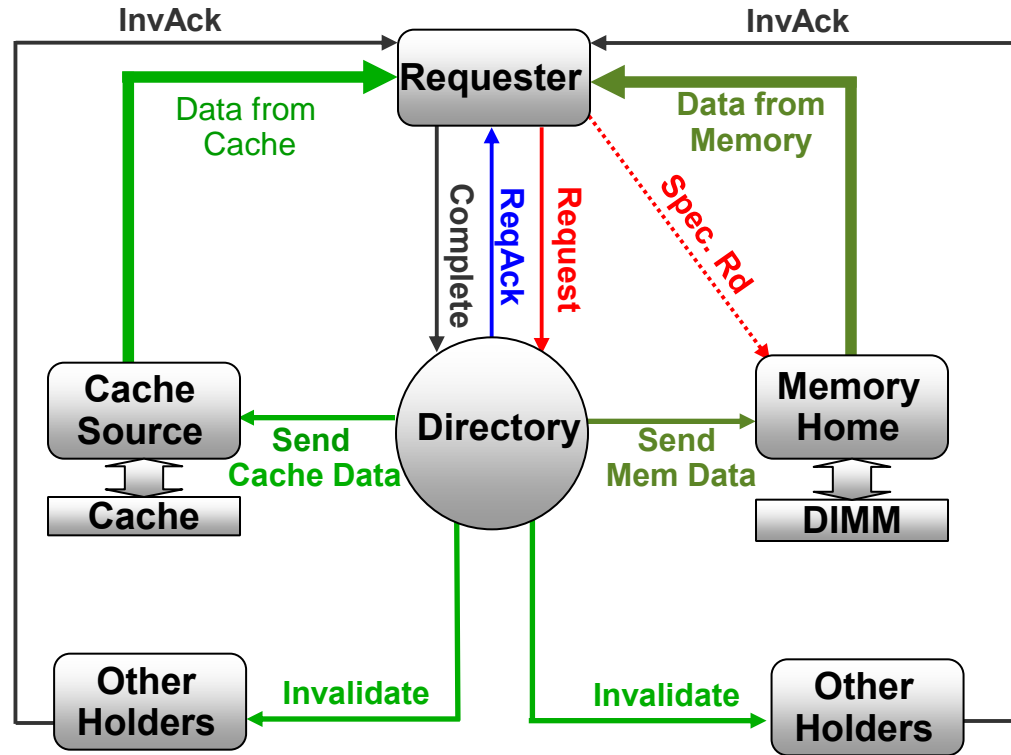 InvAck
InvAck
Requester
Data from
Cache
Data from
Memory
Complete
ReqAck
Request
Spec. Rd
Cache
Source
Directory
Memory
Home
Send
Cache Data
Send
Mem Data
Cache
DIMM
Other
Holders
Invalidate
Invalidate
Other
Holders